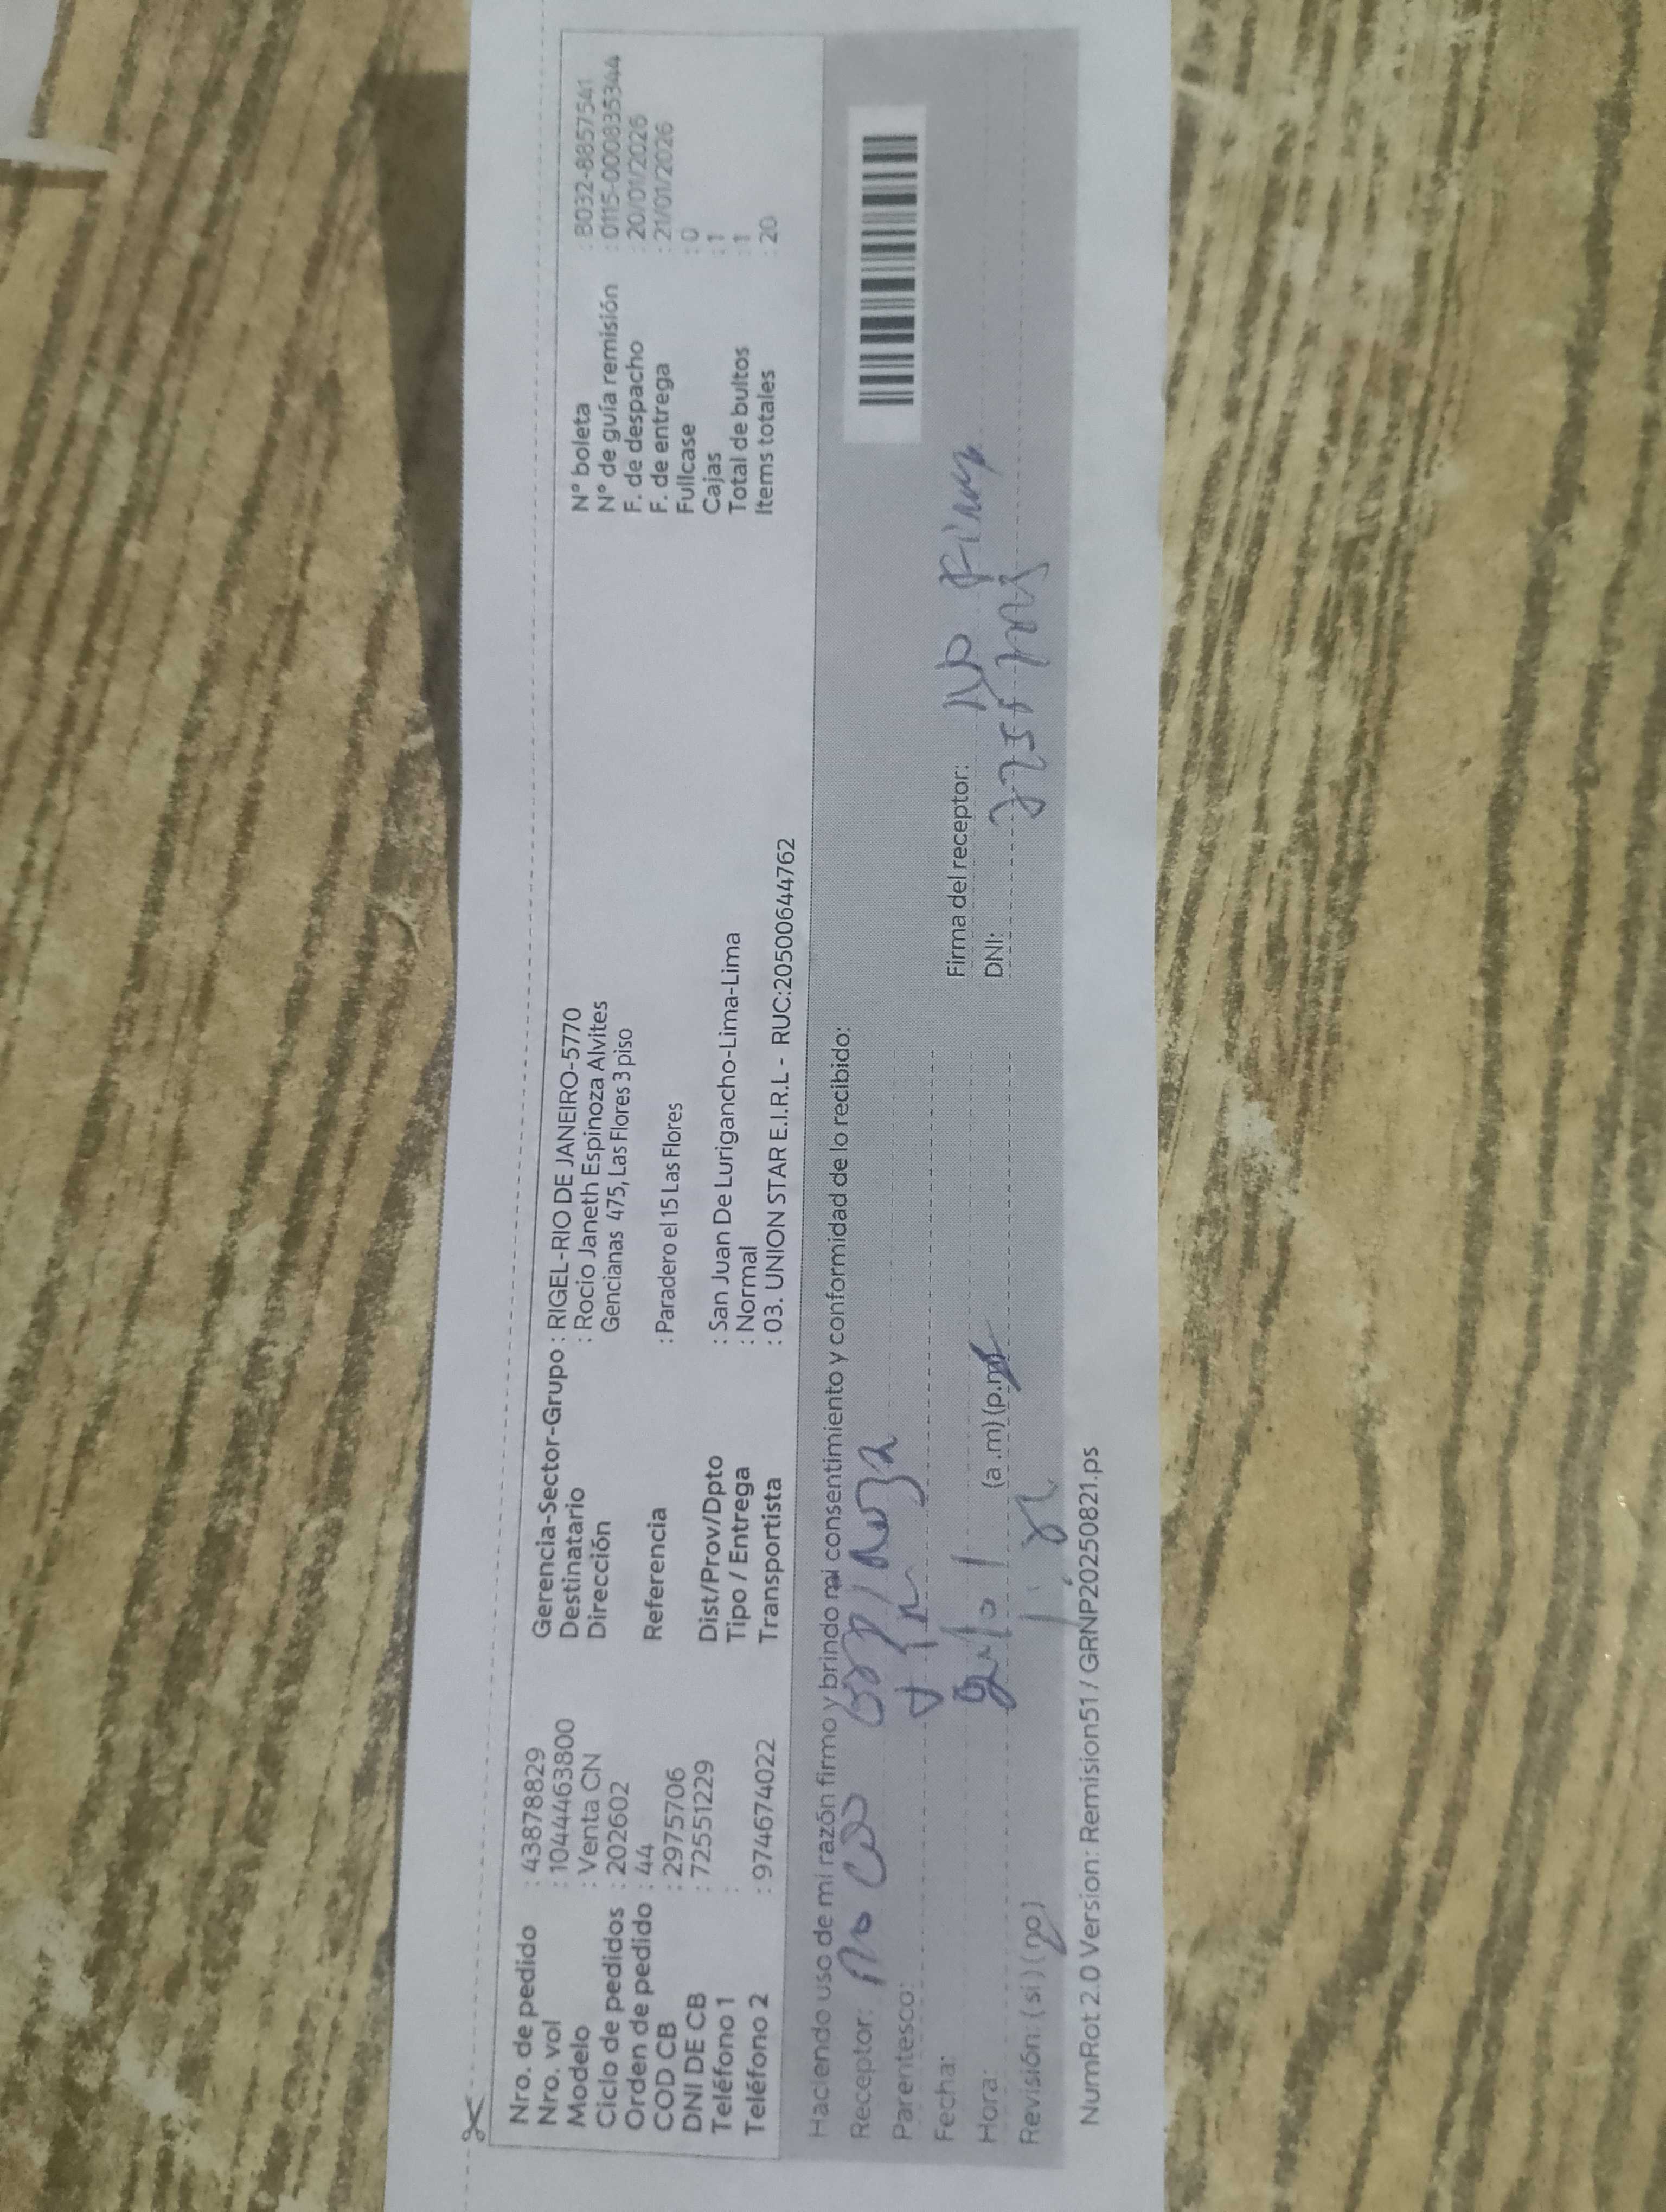 Nro. de pedido : 43878829
Nro. vol : 10444463800
Modelo : Venta CN
Ciclo de pedidos : 202602
Orden de pedido : 44
COD CB : 2975706
DNI DE CB : 72551229
Teléfono 1 :
Teléfono 2 : 974674022
Gerencia-Sector-Grupo : RIGEL-RIO DE JANEIRO-5770
Destinatario : Rocio Janeth Espinoza Alvites
Dirección Gencianas 475, Las Flores 3 piso
Referencia : Paradero el 15 Las Flores
Dist/Prov/Dpto : San Juan De Lurigancho-Lima-Lima
Tipo / Entrega : Normal
Transportista : 03. UNION STAR E.I.R.L - RUC:20500644762
N° boleta : B032-88575541
N° de guía remisión : 0115-000835344
F. de despacho : 20/01/2026
F. de entrega : 21/01/2026
Fullcase : 0
Cajas : 1
Total de bultos : 1
Items totales : 20
Haciendo uso de mi razón firmo y brindo mi consentimiento y conformidad de lo recibido:
Receptor:
Parentesco:
Fecha:
Hora: (a.m) (p.m)
Revisión: (si) (no)
Firma del receptor: No Firma
DNI:
NumRot 2.0 Version: Remision51 / GRNP20250821.ps